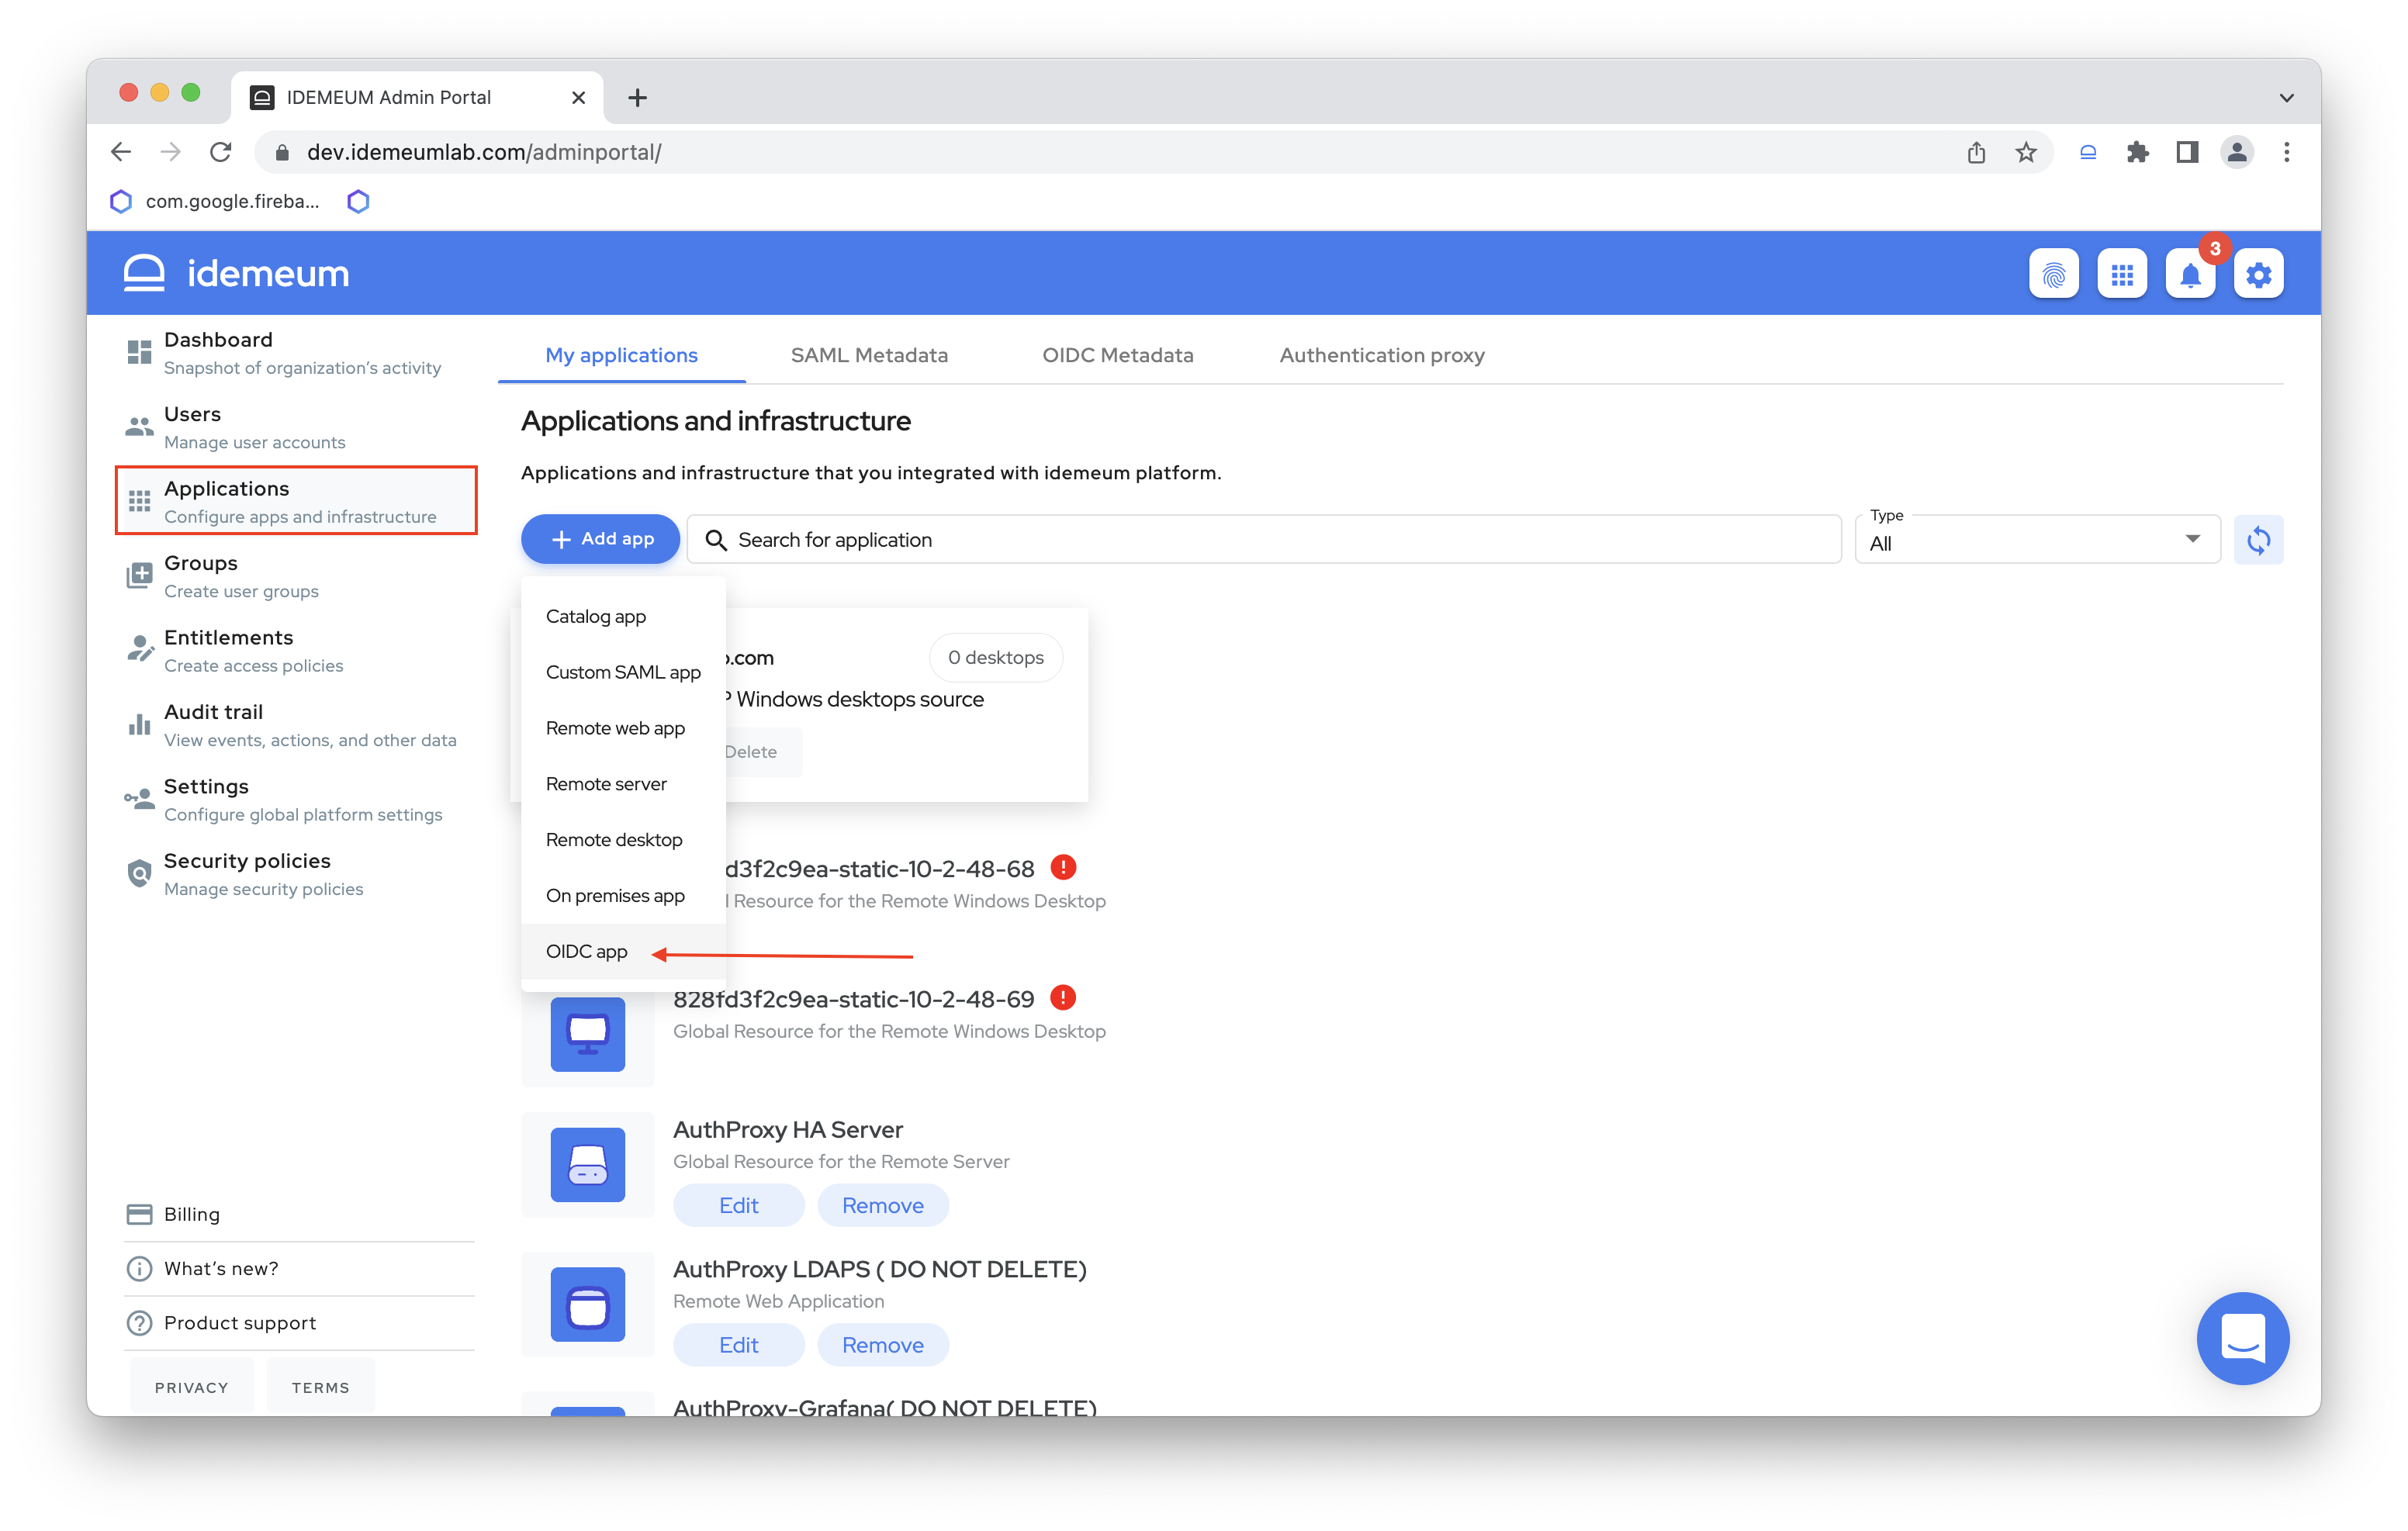 IDEMEUM Admin Portal
dev.idemeumlab.com/adminportal/
com.google.fireba...
idemeum
3
Dashboard
Snapshot of organization's activity
Users
Manage user accounts
Applications
Configure apps and infrastructure
Groups
Create user groups
Entitlements
Create access policies
Audit trail
View events, actions, and other data
Settings
Configure global platform settings
Security policies
Manage security policies
Billing
What's new?
Product support
PRIVACY TERMS
My applications SAML Metadata OIDC Metadata Authentication proxy
Applications and infrastructure
Applications and infrastructure that you integrated with idemeum platform.
Add app
Search for application
Type
All
Catalog app
Custom SAML app
Remote web app
Remote server
Remote desktop
On premises app
OIDC app
.com
0 desktops
Windows desktops source
Delete
d3f2c9ea-static-10-2-48-68
Resource for the Remote Windows Desktop
828fd3f2c9ea-static-10-2-48-69
Global Resource for the Remote Windows Desktop
AuthProxy HA Server
Global Resource for the Remote Server
Edit Remove
AuthProxy LDAPS ( DO NOT DELETE)
Remote Web Application
Edit Remove
AuthProxy-Grafana( DO NOT DELETE)